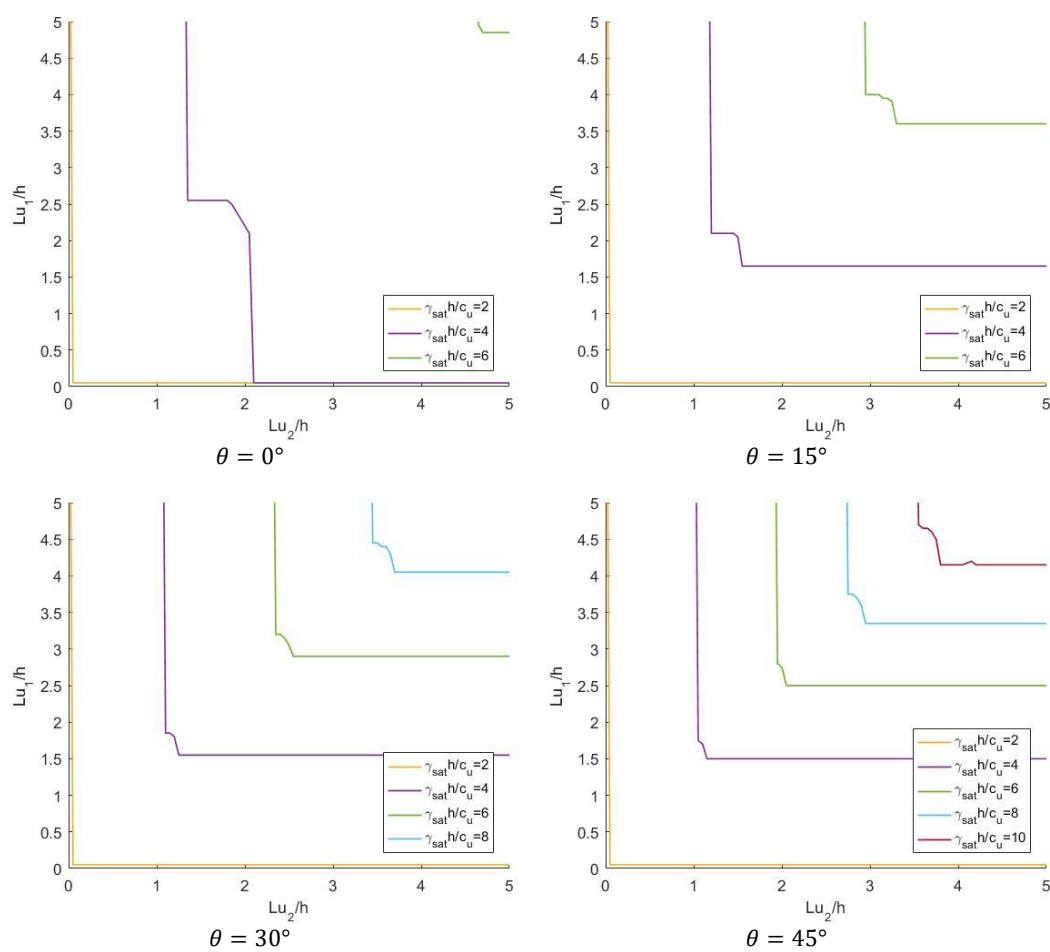 5
4.5
4
3.5
3
2.5
2
1.5
1
0.5
0
Lu1/h
0 1 2 3 4 5
Lu2/h
γsath/cu=2
γsath/cu=4
γsath/cu=6
θ = 0°
5
4.5
4
3.5
3
2.5
2
1.5
1
0.5
0
Lu1/h
0 1 2 3 4 5
Lu2/h
γsath/cu=2
γsath/cu=4
γsath/cu=6
θ = 15°
5
4.5
4
3.5
3
2.5
2
1.5
1
0.5
0
Lu1/h
0 1 2 3 4 5
Lu2/h
γsath/cu=2
γsath/cu=4
γsath/cu=6
γsath/cu=8
θ = 30°
5
4.5
4
3.5
3
2.5
2
1.5
1
0.5
0
Lu1/h
0 1 2 3 4 5
Lu2/h
γsath/cu=2
γsath/cu=4
γsath/cu=6
γsath/cu=8
γsath/cu=10
θ = 45°